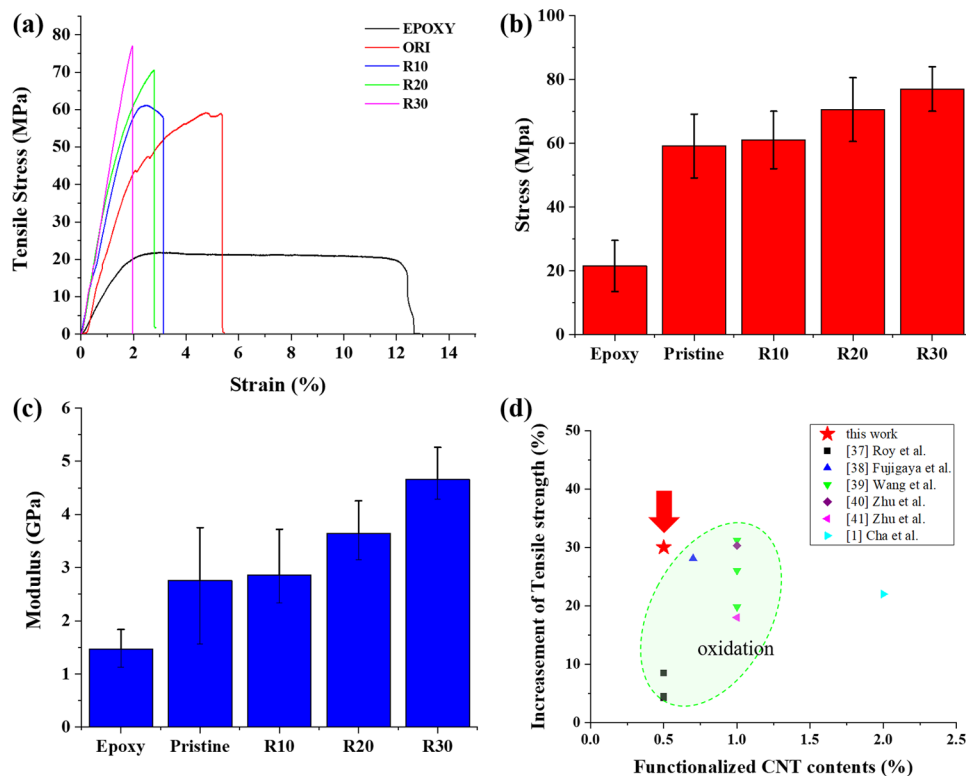 (a)
EPOXY
ORI
R10
R20
R30
Tensile Stress (MPa)
80
70
60
50
40
30
20
10
0
0 2 4 6 8 10 12 14
Strain (%)
(b)
Stress (Mpa)
100
80
60
40
20
0
Epoxy Pristine R10 R20 R30
(c)
Modulus (GPa)
6
5
4
3
2
1
0
Epoxy Pristine R10 R20 R30
(d)
Increasement of Tensile strength (%)
50
40
30
20
10
0
this work
[37] Roy et al.
[38] Fujigaya et al.
[39] Wang et al.
[40] Zhu et al.
[41] Zhu et al.
[1] Cha et al.
oxidation
0.0 0.5 1.0 1.5 2.0 2.5
Functionalized CNT contents (%)